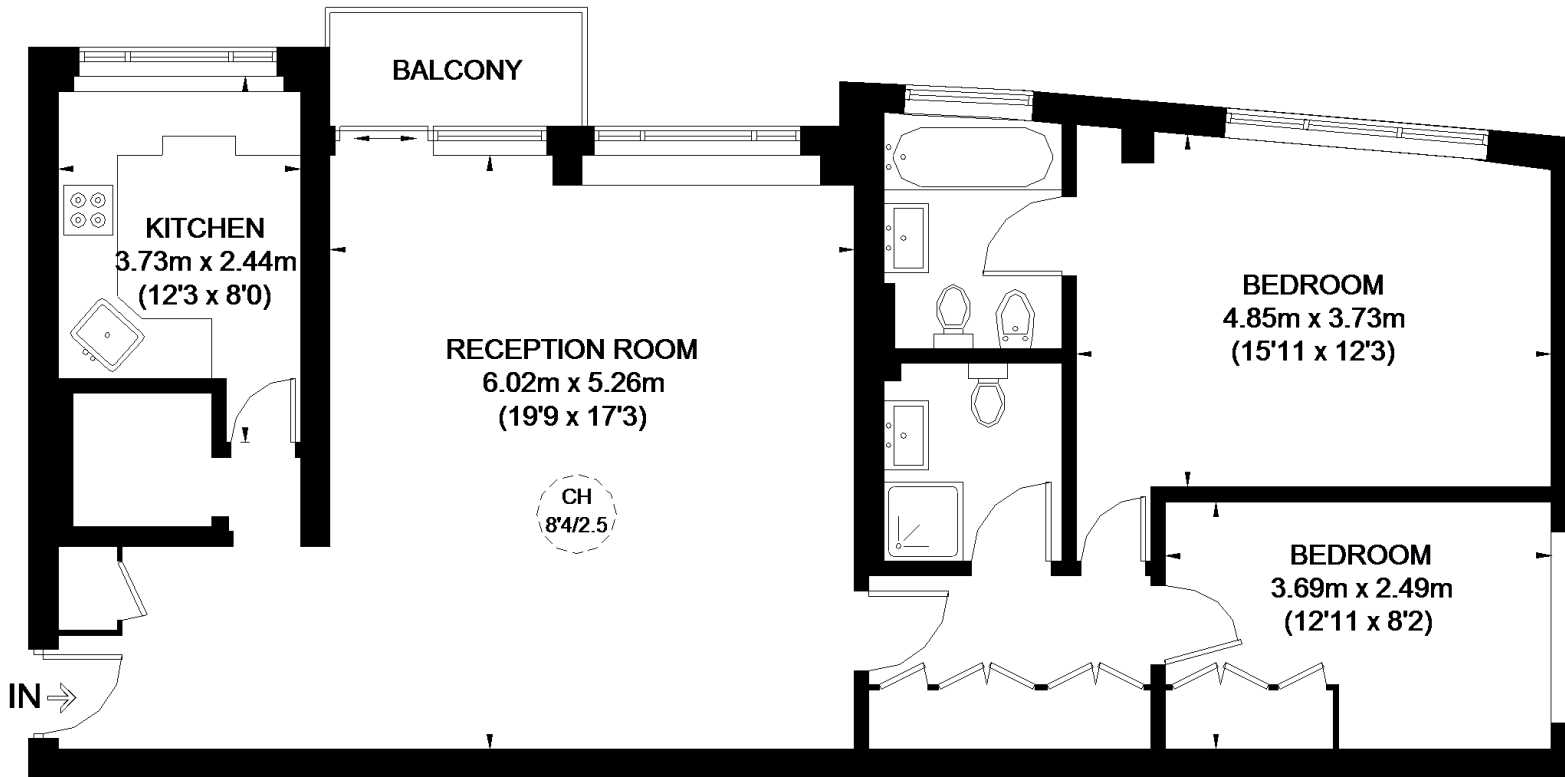 BALCONY
KITCHEN
3.73m x 2.44m
(12'3 x 8'0)
RECEPTION ROOM
6.02m x 5.26m
(19'9 x 17'3)
CH
8'4/2.5
BEDROOM
4.85m x 3.73m
(15'11 x 12'3)
BEDROOM
3.69m x 2.49m
(12'11 x 8'2)
IN